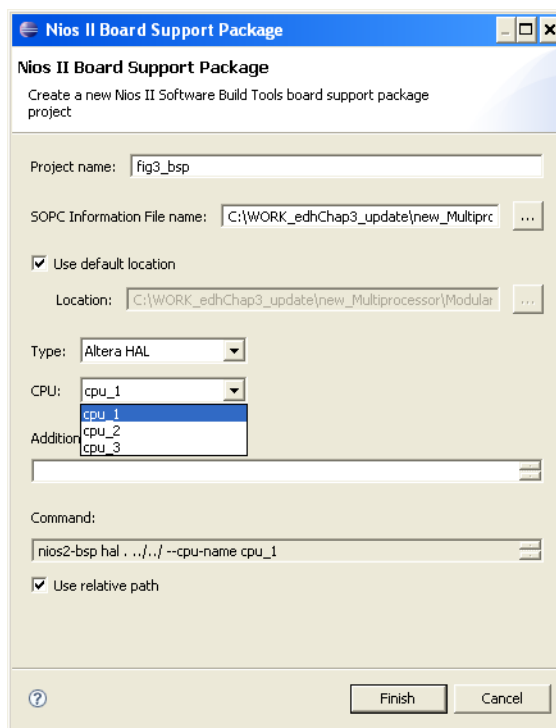 Nios II Board Support Package
Nios II Board Support Package
Create a new Nios II Software Build Tools board support package
project
Project name: fig3_bsp
SOPC Information File name: C:\WORK_edhChap3_update\new_Multiproc ...
Use default location
Location: C:\WORK_edhChap3_update\new_Multiprocessor\Modular ...
Type: Altera HAL
CPU: cpu_1
cpu_1
cpu_2
Addition
cpu_3
Command:
nios2-bsp hal . ../../ --cpu-name cpu_1
Use relative path
? Finish Cancel